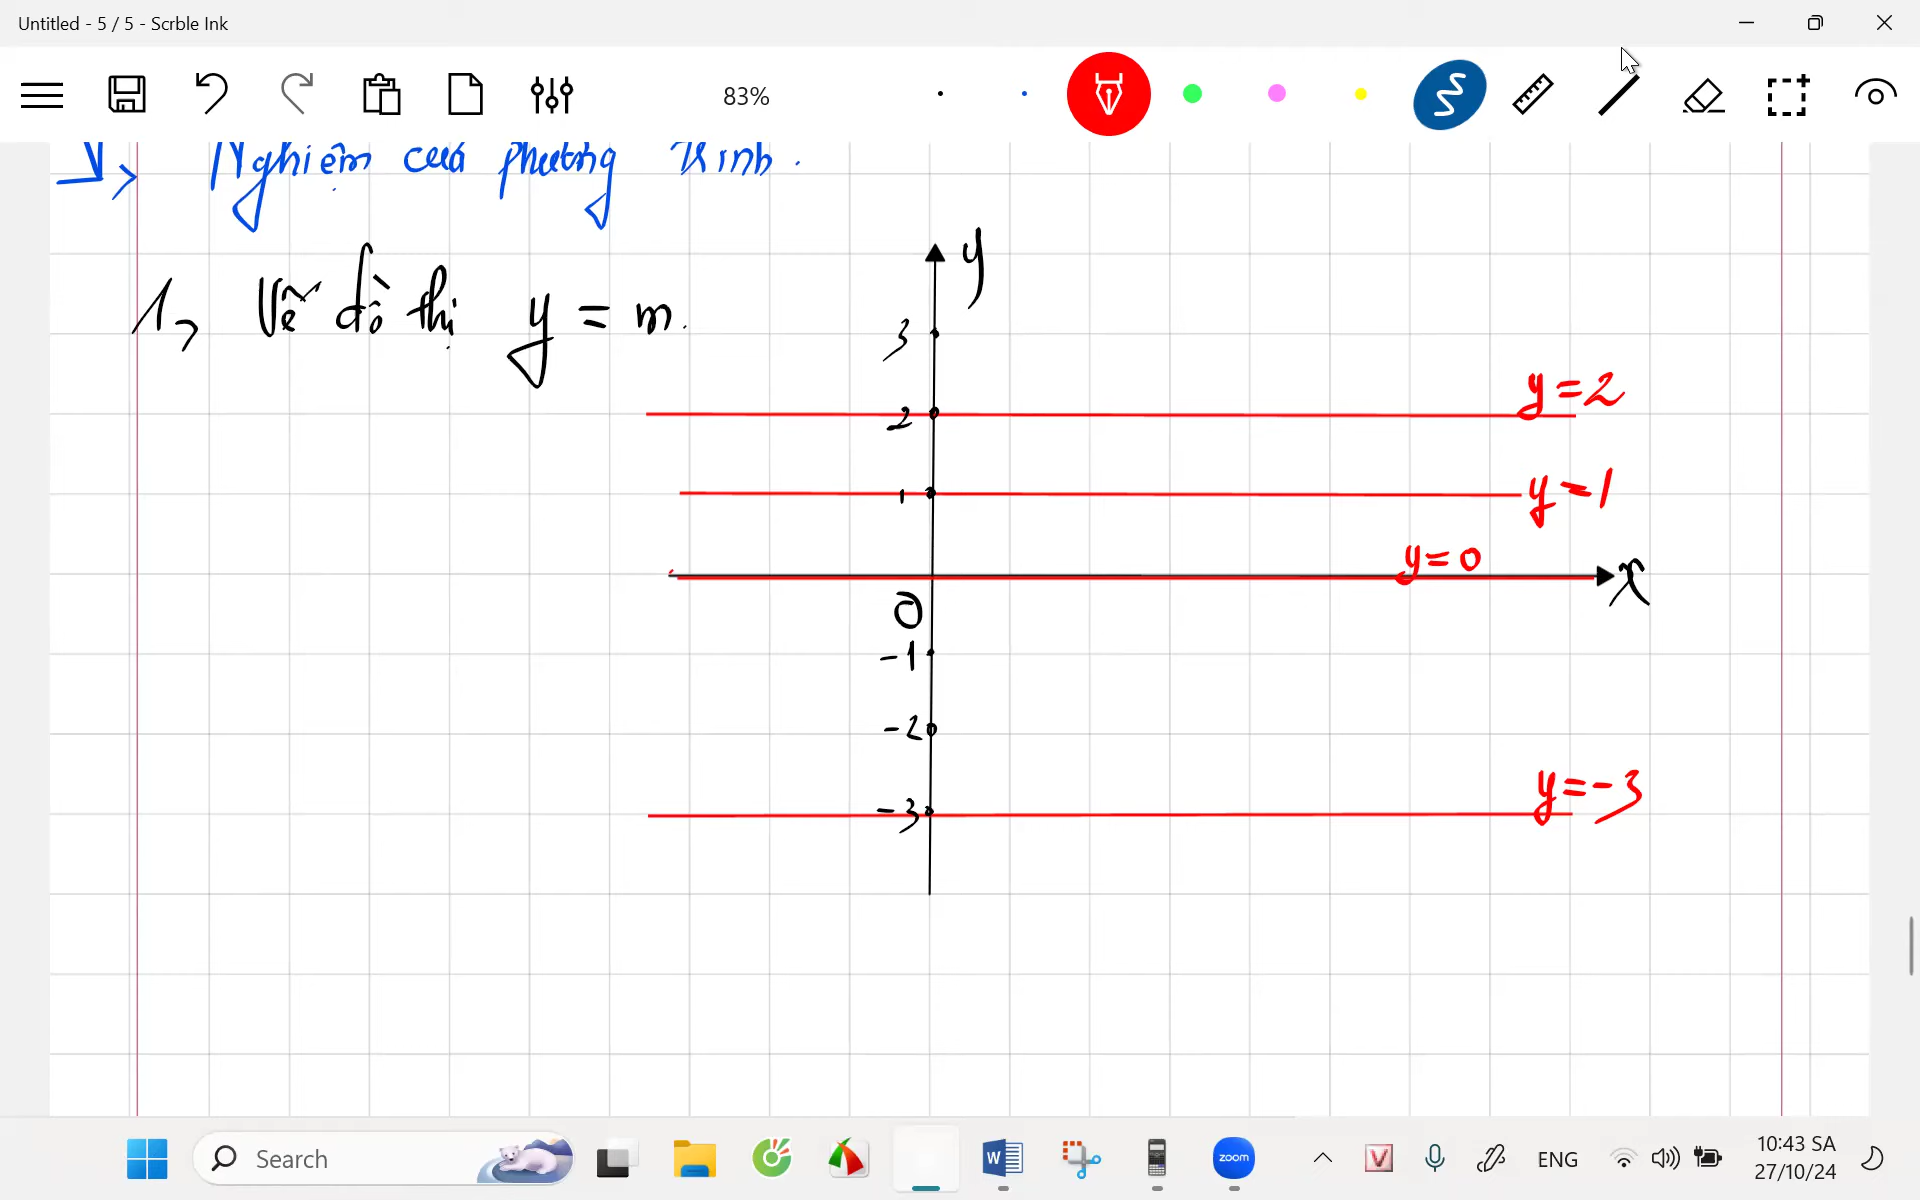 Untitled - 5 / 5 - Scrble Ink
83%
I, Nghiệm của phương trình.
1, Vẽ đồ thị y = m.
y
3
y=2
2
1
y=1
y=0
x
O
-1
-2
y=-3
-3
Search
zoom
ENG
10:43 SA
27/10/24